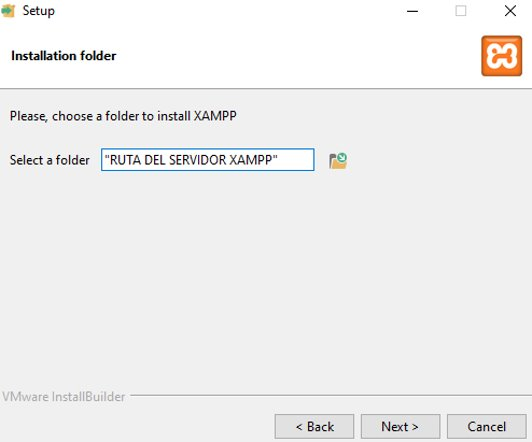 Setup
Installation folder
Please, choose a folder to install XAMPP
Select a folder "RUTA DEL SERVIDOR XAMPP"
VMware InstallBuilder
< Back Next > Cancel